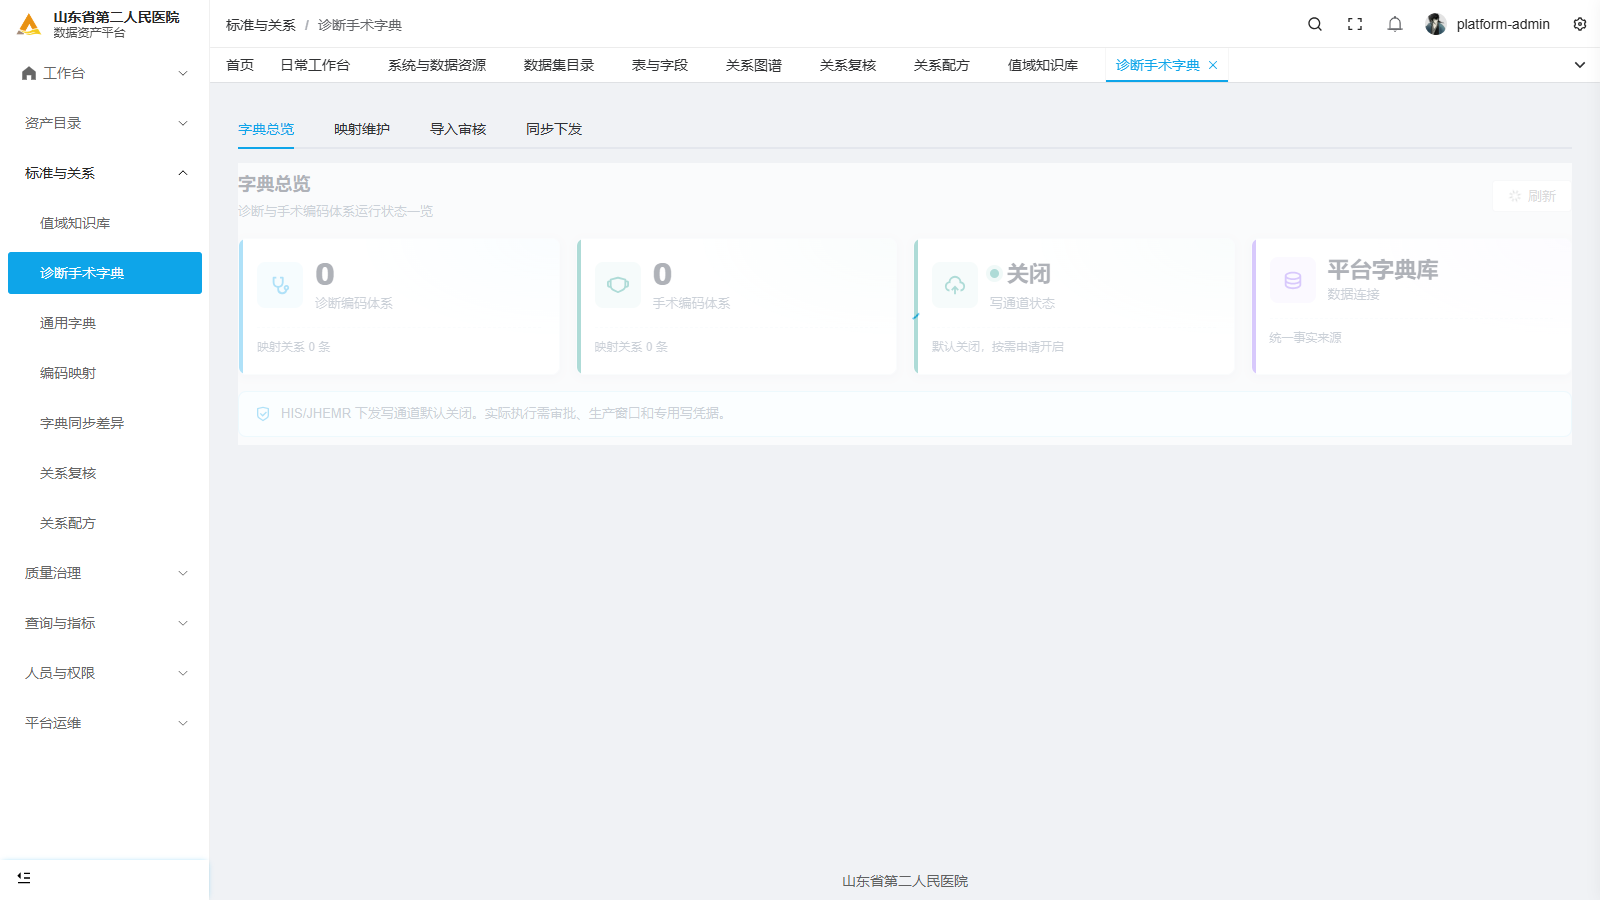 山东省第二人民医院
数据资产平台
标准与关系 / 诊断手术字典
platform-admin
首页 日常工作台 系统与数据资源 数据集目录 表与字段 关系图谱 关系复核 关系配方 值域知识库 诊断手术字典
工作台
资产目录
标准与关系
值域知识库
诊断手术字典
通用字典
编码映射
字典同步差异
关系复核
关系配方
质量治理
查询与指标
人员与权限
平台运维
字典总览 映射维护 导入审核 同步下发
字典总览
诊断与手术编码体系运行状态一览
刷新
0
诊断编码体系
映射关系 0 条
0
手术编码体系
映射关系 0 条
关闭
写通道状态
默认关闭，按需申请开启
平台字典库
数据连接
统一事实来源
HIS/JHEMR 下发写通道默认关闭。实际执行需审批、生产窗口和专用写凭据。
山东省第二人民医院